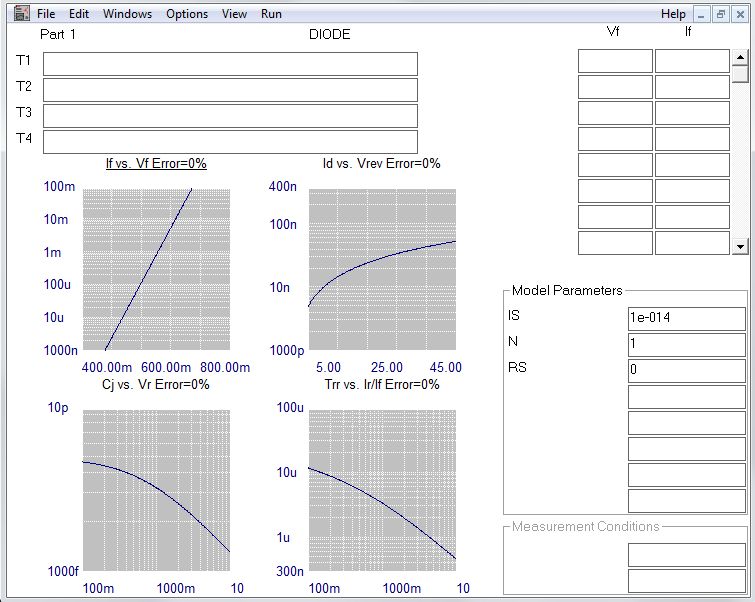 File Edit Windows Options View Run Help
Part 1 DIODE Vf If
T1
T2
T3
T4
If vs. Vf Error=0%
100m
10m
1m
100u
10u
1000n
400.00m 600.00m 800.00m
Id vs. Vrev Error=0%
400n
100n
10n
1000p
5.00 25.00 45.00
Cj vs. Vr Error=0%
10p
1000f
100m 1000m 10
Trr vs. Ir/If Error=0%
100u
10u
1u
300n
100m 1000m 10
Model Parameters
IS 1e-014
N 1
RS 0
Measurement Conditions